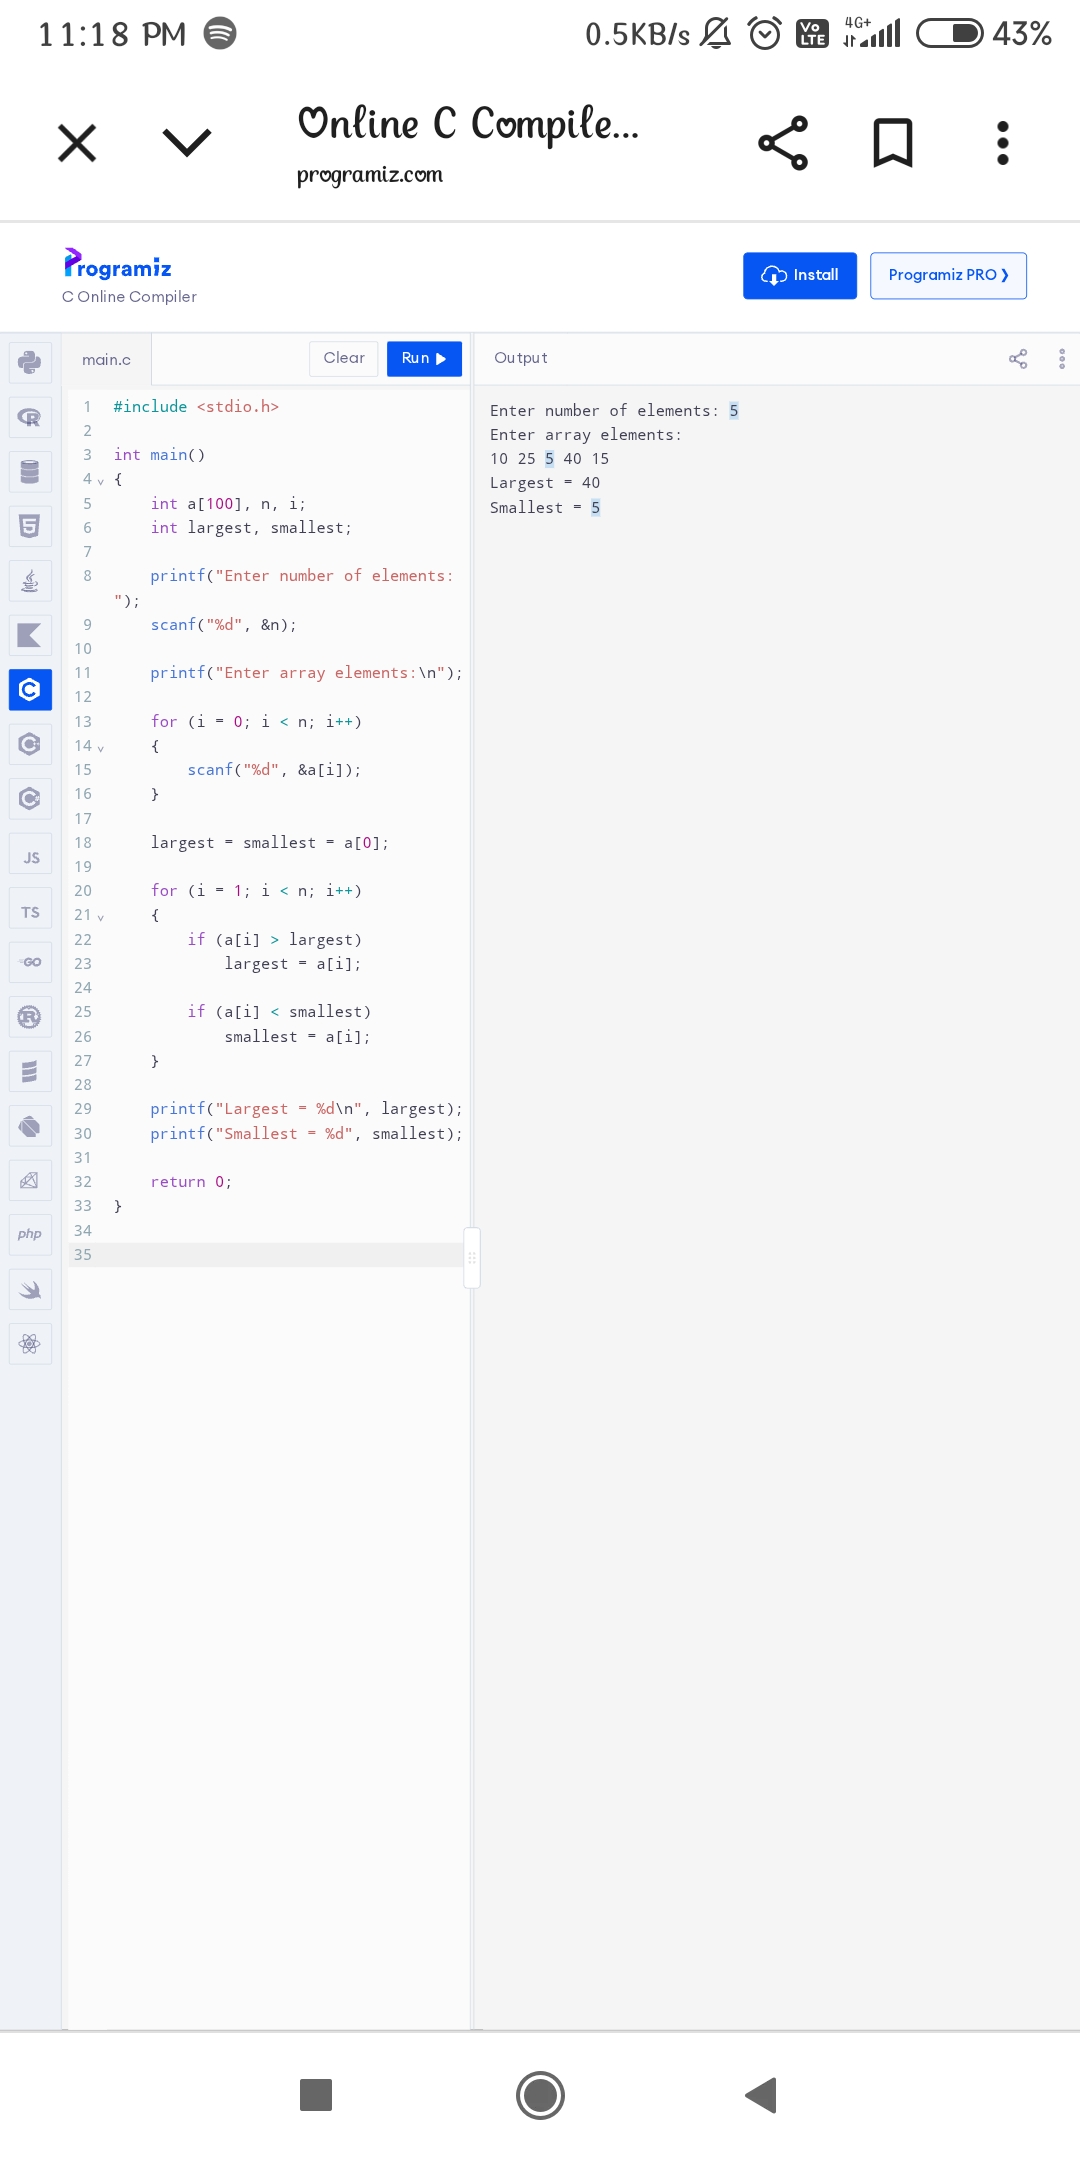 11:18 PM 0.5KB/s Vo LTE 4G+ 43%
Online C Compile...
programiz.com
Programiz
C Online Compiler
Install
Programiz PRO ❯
main.c
Clear
Run
Output
1 #include <stdio.h>
2
3 int main()
4 {
5     int a[100], n, i;
6     int largest, smallest;
7
8     printf("Enter number of elements:
");
9     scanf("%d", &n);
10
11     printf("Enter array elements:\n");
12
13     for (i = 0; i < n; i++)
14     {
15         scanf("%d", &a[i]);
16     }
17
18     largest = smallest = a[0];
19
20     for (i = 1; i < n; i++)
21     {
22         if (a[i] > largest)
23             largest = a[i];
24
25         if (a[i] < smallest)
26             smallest = a[i];
27     }
28
29     printf("Largest = %d\n", largest);
30     printf("Smallest = %d", smallest);
31
32     return 0;
33 }
34
35
Enter number of elements: 5
Enter array elements:
10 25 5 40 15
Largest = 40
Smallest = 5
JS
TS
GO
php